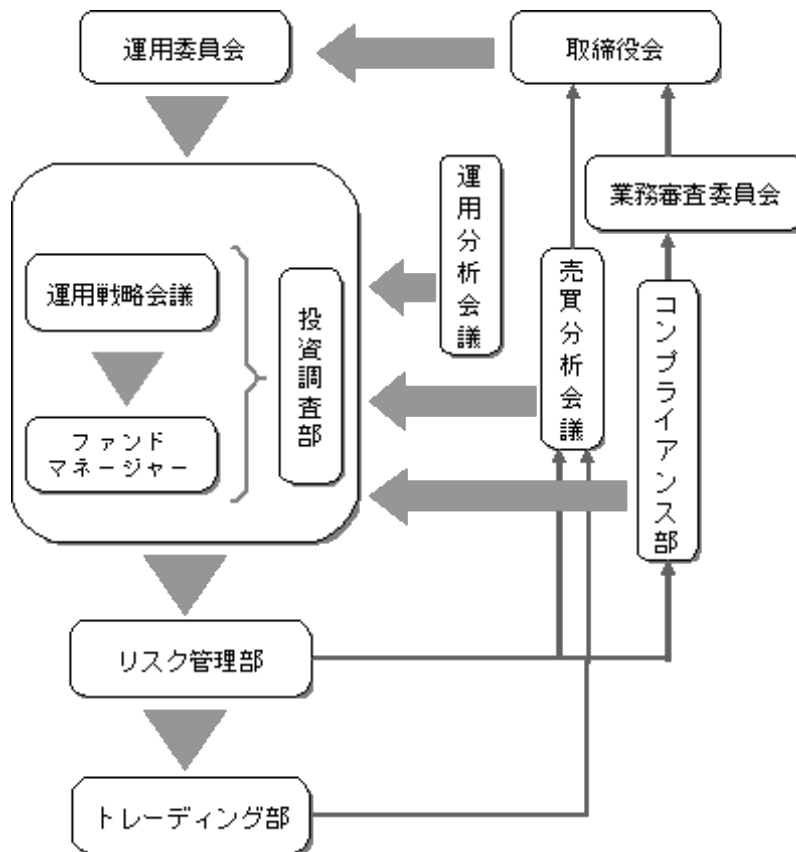 運用委員会
取締役会
運用分析会議
業務審査委員会
運用戦略会議
投資調査部
売買分析会議
コンプライアンス部
ファンド
マネージャー
リスク管理部
トレーディング部